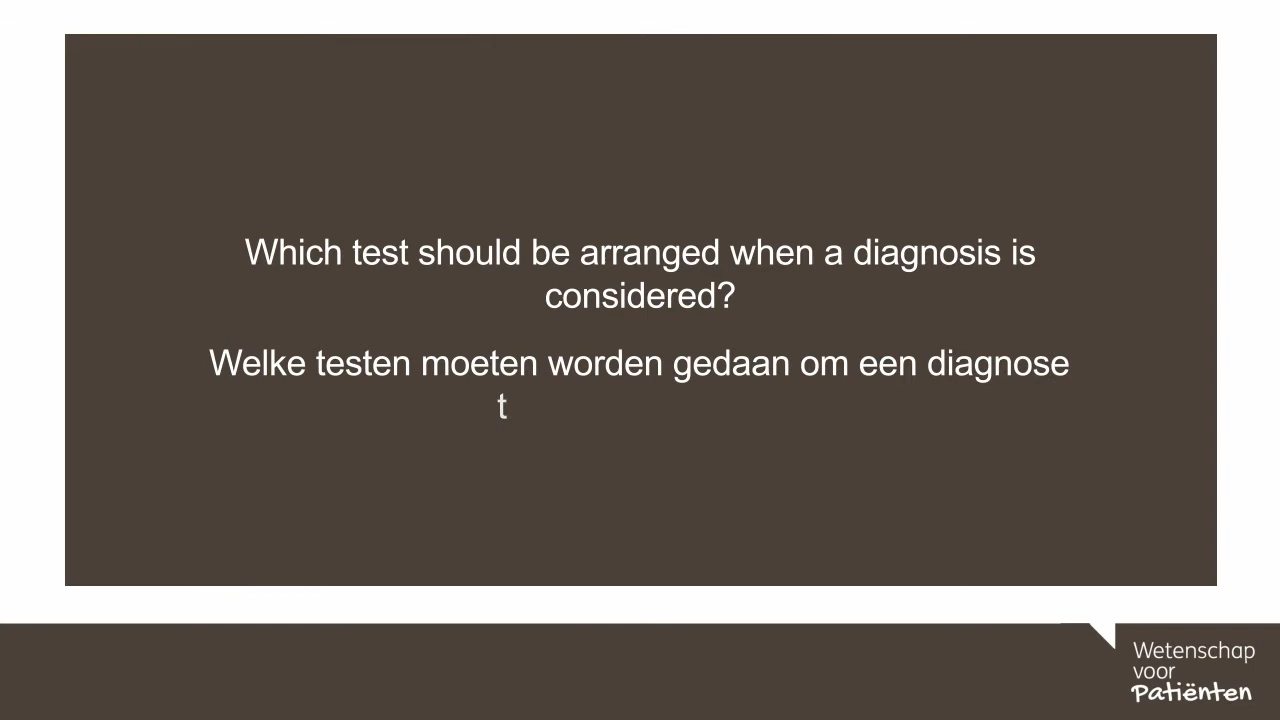 Which test should be arranged when a diagnosis is
considered?
Welke testen moeten worden gedaan om een diagnose
t
Wetenschap
voor
Patiënten